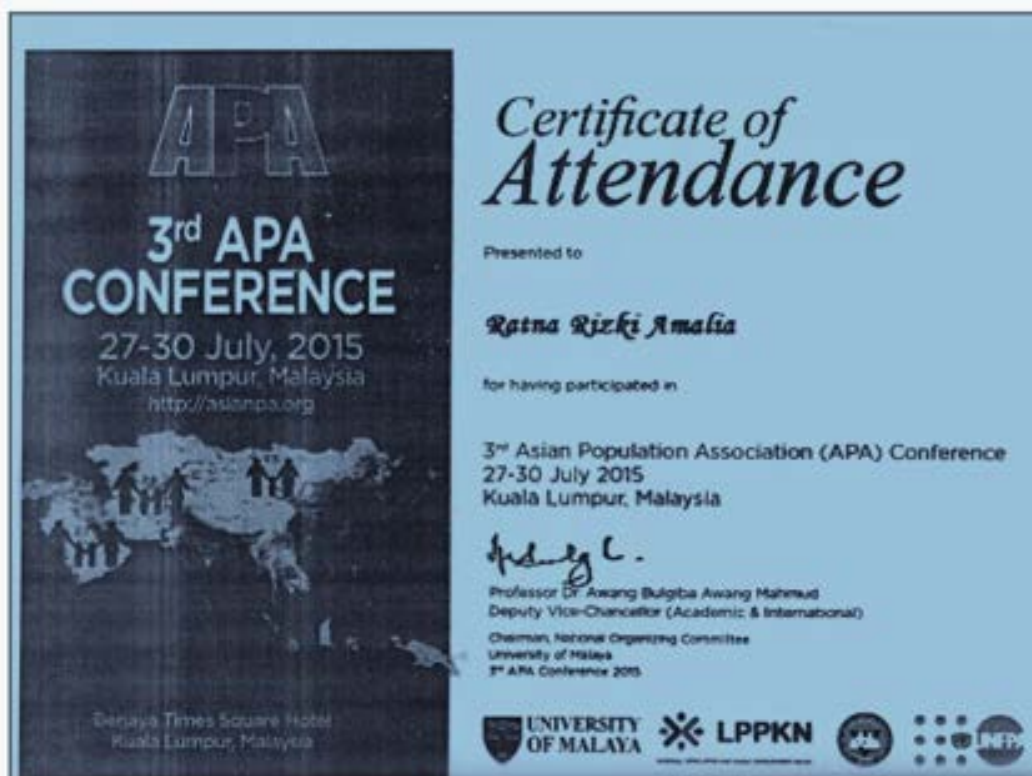 APA
3rd APA
CONFERENCE
27-30 July, 2015
Kuala Lumpur, Malaysia
http://asianpa.org
Berjaya Times Square Hotel
Kuala Lumpur, Malaysia
Certificate of
Attendance
Presented to
Ratna Rizki Amalia
for having participated in
3rd Asian Population Association (APA) Conference
27-30 July 2015
Kuala Lumpur, Malaysia
Professor Dr. Awang Bulgiba Awang Mahmud
Deputy Vice-Chancellor (Academic & International)
Chairman, National Organizing Committee
University of Malaya
3rd APA Conference 2015
UNIVERSITY
OF MALAYA
LPPKN
UNFPA